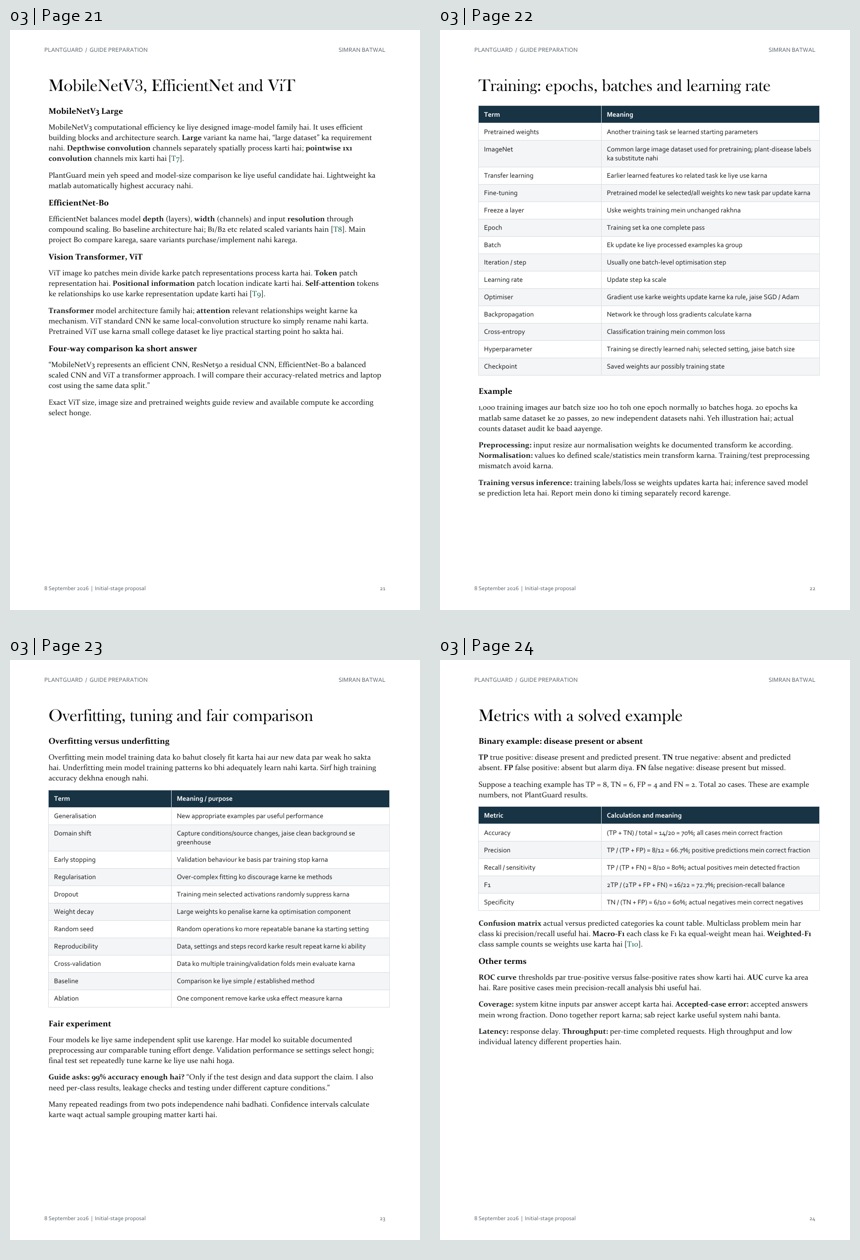 03 | Page 21
PLANTGUARD / GUIDE PREPARATION
SIMRAN BATWAL
MobileNetV3, EfficientNet and ViT
MobileNetV3 Large
MobileNetV3 computational efficiency ke liye designed image-model family hai. It uses efficient
building blocks and architecture search. Large variant ka name hai, "large dataset" ka requirement
nahi. Depthwise convolution channels separately spatially process karti hai; pointwise 1x1
convolution channels mix karti hai [T7].
PlantGuard mein yeh speed and model-size comparison ke liye useful candidate hai. Lightweight ka
matlab automatically highest accuracy nahi.
EfficientNet-B0
EfficientNet balances model depth (layers), width (channels) and input resolution through
compound scaling. B0 baseline architecture hai; B1/B2 etc related scaled variants hain [T8]. Main
project B0 compare karega, saare variants purchase/implement nahi karega.
Vision Transformer, ViT
ViT image ko patches mein divide karke patch representations process karta hai. Token patch
representation hai. Positional information patch location indicate karti hai. Self-attention tokens
ke relationships ko use karke representation update karti hai [T9].
Transformer model architecture family hai; attention relevant relationships weight karne ka
mechanism. ViT standard CNN ke same local-convolution structure ko simply rename nahi karta.
Pretrained ViT use karna small college dataset ke liye practical starting point ho sakta hai.
Four-way comparison ka short answer
"MobileNetV3 represents an efficient CNN, ResNet50 a residual CNN, EfficientNet-B0 a balanced
scaled CNN and ViT a transformer approach. I will compare their accuracy-related metrics and laptop
cost using the same data split."
Exact ViT size, image size and pretrained weights guide review and available compute ke according
select honge.
8 September 2026 | Initial-stage proposal
21
03 | Page 22
PLANTGUARD / GUIDE PREPARATION
SIMRAN BATWAL
Training: epochs, batches and learning rate
Term Meaning
Pretrained weights Another training task se learned starting parameters
ImageNet Common large image dataset used for pretraining; plant-disease labels
ka substitute nahi
Transfer learning Earlier learned features ko related task ke liye use karna
Fine-tuning Pretrained model ke selected/all weights ko new task par update karna
Freeze a layer Uske weights training mein unchanged rakhna
Epoch Training set ka one complete pass
Batch Ek update ke liye processed examples ka group
Iteration / step Usually one batch-level optimisation step
Learning rate Update step ka scale
Optimiser Gradient use karke weights update karne ka rule, jaise SGD / Adam
Backpropagation Network ke through loss gradients calculate karna
Cross-entropy Classification training mein common loss
Hyperparameter Training se directly learned nahi; selected setting, jaise batch size
Checkpoint Saved weights aur possibly training state
Example
1,000 training images aur batch size 100 ho toh one epoch normally 10 batches hoga. 20 epochs ka
matlab same dataset ke 20 passes, 20 new independent datasets nahi. Yeh illustration hai; actual
counts dataset audit ke baad aayenge.
Preprocessing: input resize aur normalisation weights ke documented transform ke according.
Normalisation: values ko defined scale/statistics mein transform karna. Training/test preprocessing
mismatch avoid karna.
Training versus inference: training labels/loss se weights updates karta hai; inference saved model
se prediction leta hai. Report mein dono ki timing separately record karenge.
8 September 2026 | Initial-stage proposal
22
03 | Page 23
PLANTGUARD / GUIDE PREPARATION
SIMRAN BATWAL
Overfitting, tuning and fair comparison
Overfitting versus underfitting
Overfitting mein model training data ko bahut closely fit karta hai aur new data par weak ho sakta
hai. Underfitting mein model training patterns ko bhi adequately learn nahi karta. Sirf high training
accuracy dekhna enough nahi.
Term Meaning / purpose
Generalisation New appropriate examples par useful performance
Domain shift Capture conditions/source changes, jaise clean background se
greenhouse
Early stopping Validation behaviour ke basis par training stop karna
Regularisation Over-complex fitting ko discourage karne ke methods
Dropout Training mein selected activations randomly suppress karna
Weight decay Large weights ko penalise karne ka optimisation component
Random seed Random operations ko more repeatable banane ka starting setting
Reproducibility Data, settings and steps record karke result repeat karne ki ability
Cross-validation Data ko multiple training/validation folds mein evaluate karna
Baseline Comparison ke liye simple / established method
Ablation One component remove karke uska effect measure karna
Fair experiment
Four models ke liye same independent split use karenge. Har model ko suitable documented
preprocessing aur comparable tuning effort denge. Validation performance se settings select hongi;
final test set repeatedly tune karne ke liye use nahi hoga.
Guide asks: 99% accuracy enough hai? "Only if the test design and data support the claim. I also
need per-class results, leakage checks and testing under different capture conditions."
Many repeated readings from two pots independence nahi badhati. Confidence intervals calculate
karte waqt actual sample grouping matter karti hai.
8 September 2026 | Initial-stage proposal
23
03 | Page 24
PLANTGUARD / GUIDE PREPARATION
SIMRAN BATWAL
Metrics with a solved example
Binary example: disease present or absent
TP true positive: disease present and predicted present. TN true negative: absent and predicted
absent. FP false positive: absent but alarm diya. FN false negative: disease present but missed.
Suppose a teaching example has TP = 8, TN = 6, FP = 4 and FN = 2. Total 20 cases. These are example
numbers, not PlantGuard results.
Metric Calculation and meaning
Accuracy (TP + TN) / total = 14/20 = 70%; all cases mein correct fraction
Precision TP / (TP + FP) = 8/12 = 66.7%; positive predictions mein correct fraction
Recall / sensitivity TP / (TP + FN) = 8/10 = 80%; actual positives mein detected fraction
F1 2TP / (2TP + FP + FN) = 16/22 = 72.7%; precision-recall balance
Specificity TN / (TN + FP) = 6/10 = 60%; actual negatives mein correct negatives
Confusion matrix actual versus predicted categories ka count table. Multiclass problem mein har
class ki precision/recall useful hai. Macro-F1 each class ke F1 ka equal-weight mean hai. Weighted-F1
class sample counts se weights use karta hai [T10].
Other terms
ROC curve thresholds par true-positive versus false-positive rates show karti hai. AUC curve ka area
hai. Rare positive cases mein precision-recall analysis bhi useful hai.
Coverage: system kitne inputs par answer accept karta hai. Accepted-case error: accepted answers
mein wrong fraction. Dono together report karna; sab reject karke useful system nahi banta.
Latency: response delay. Throughput: per-time completed requests. High throughput and low
individual latency different properties hain.
8 September 2026 | Initial-stage proposal
24